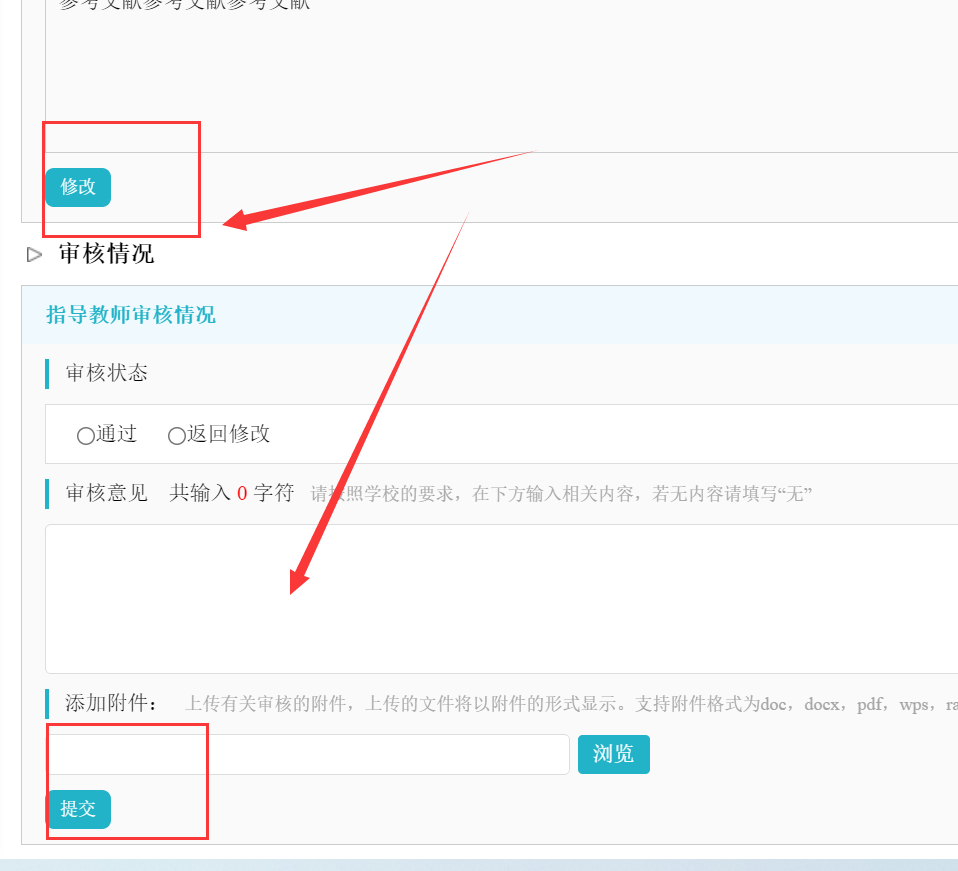 参考文献参考文献参考文献
修改
审核情况
指导教师审核情况
审核状态
通过 返回修改
审核意见 共输入 0 字符 请按照学校的要求，在下方输入相关内容，若无内容请填写“无”
添加附件： 上传有关审核的附件，上传的文件将以附件的形式显示。支持附件格式为doc，docx，pdf，wps，ra
浏览
提交